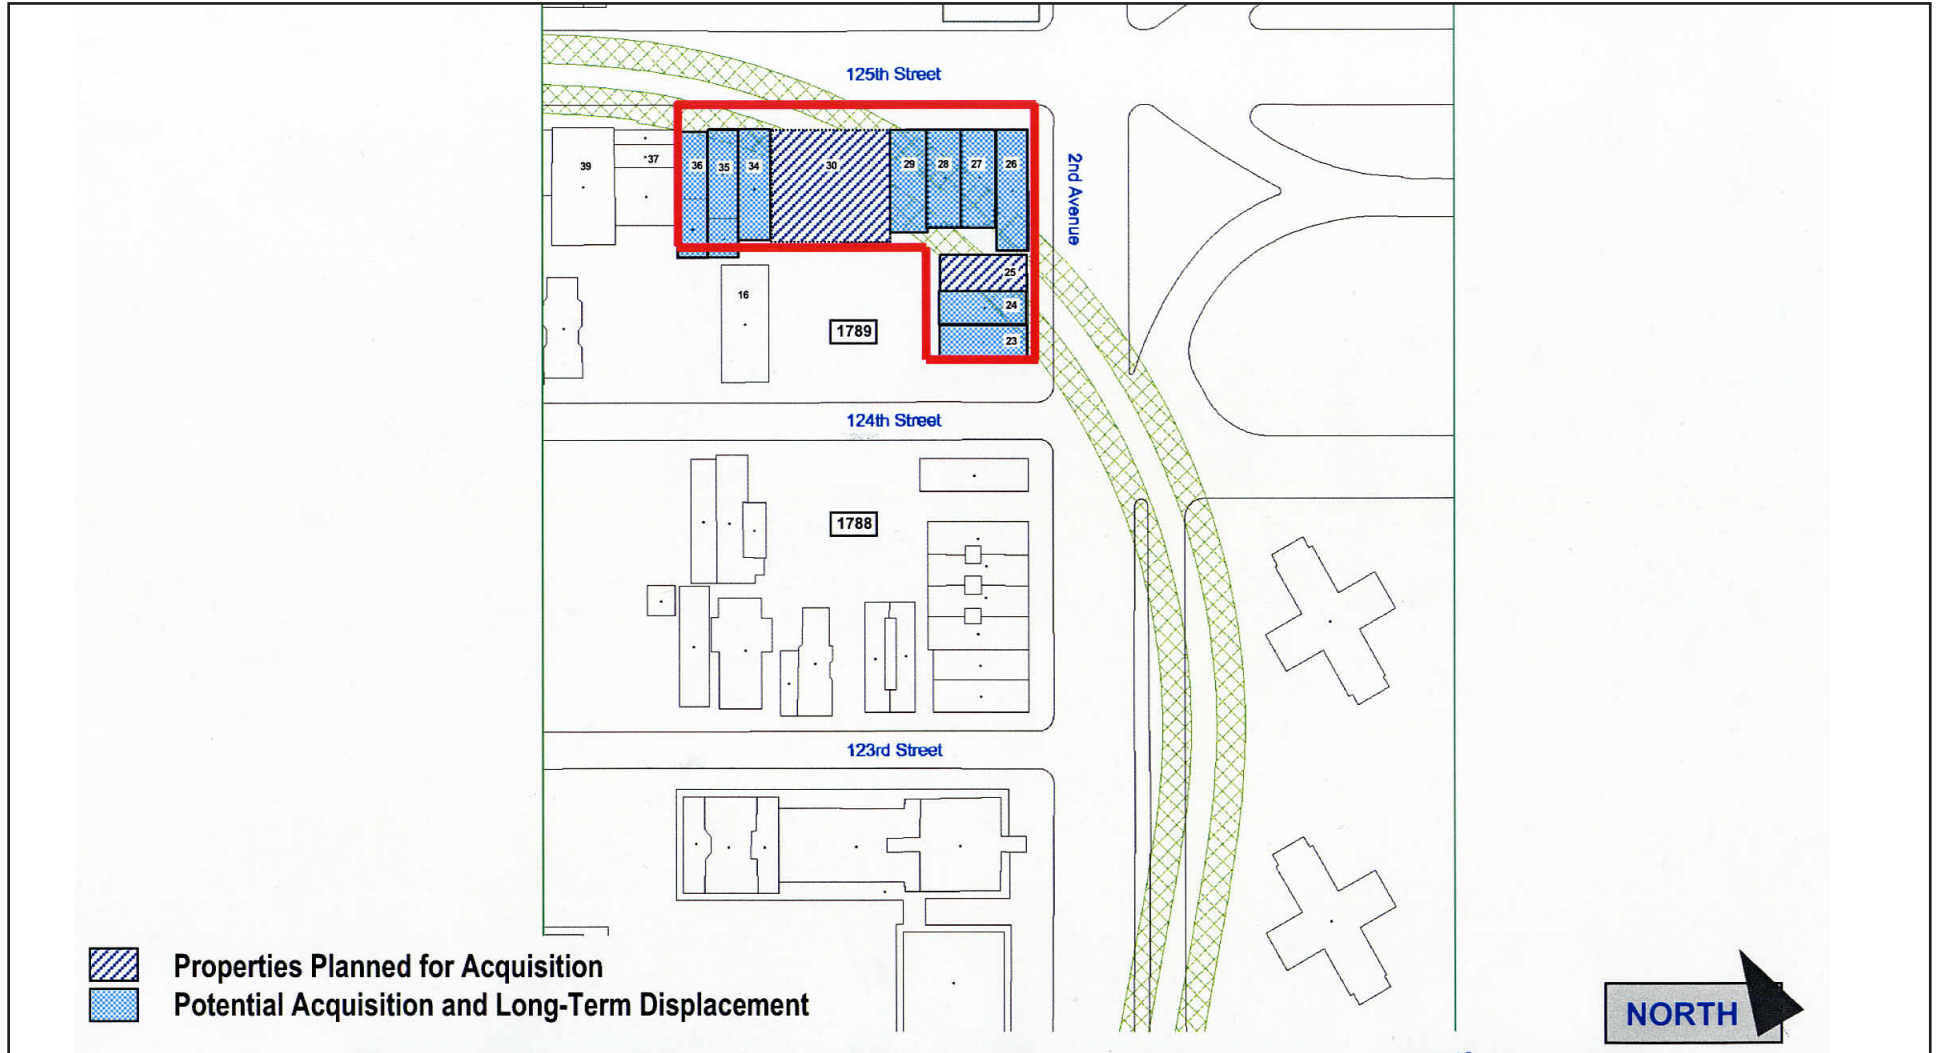 125th Street
2nd Avenue
39
37
36
35
34
30
29
28
27
26
25
24
23
16
1789
124th Street
1788
123rd Street
Properties Planned for Acquisition
Potential Acquisition and Long-Term Displacement
NORTH